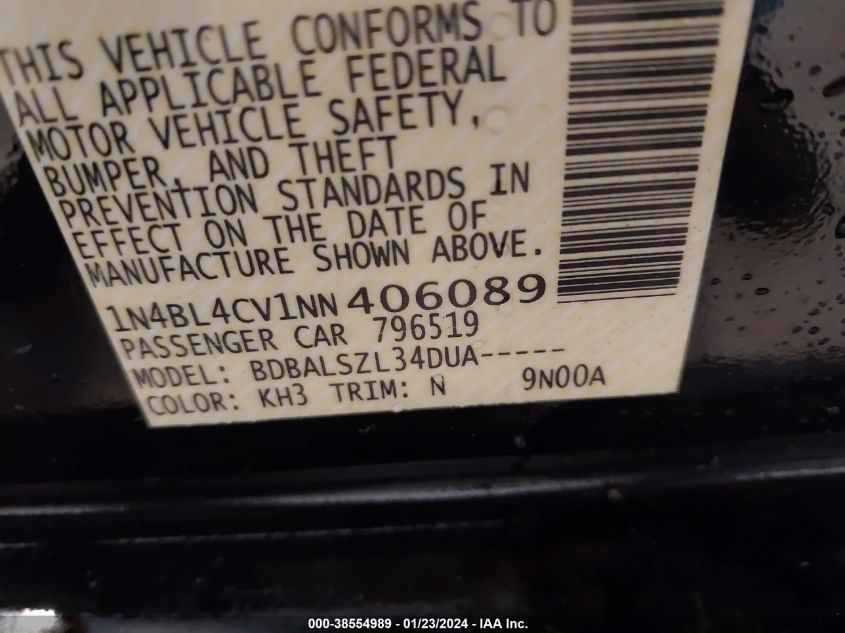 THIS VEHICLE CONFORMS TO
ALL APPLICABLE FEDERAL
MOTOR VEHICLE SAFETY,
BUMPER, AND THEFT
PREVENTION STANDARDS IN
EFFECT ON THE DATE OF
MANUFACTURE SHOWN ABOVE.
1N4BL4CV1NN406089
PASSENGER CAR 796519
MODEL: BDBALSZL34DUA-----
COLOR: KH3 TRIM: N 9N00A
000-38554989 - 01/23/2024 - IAA Inc.